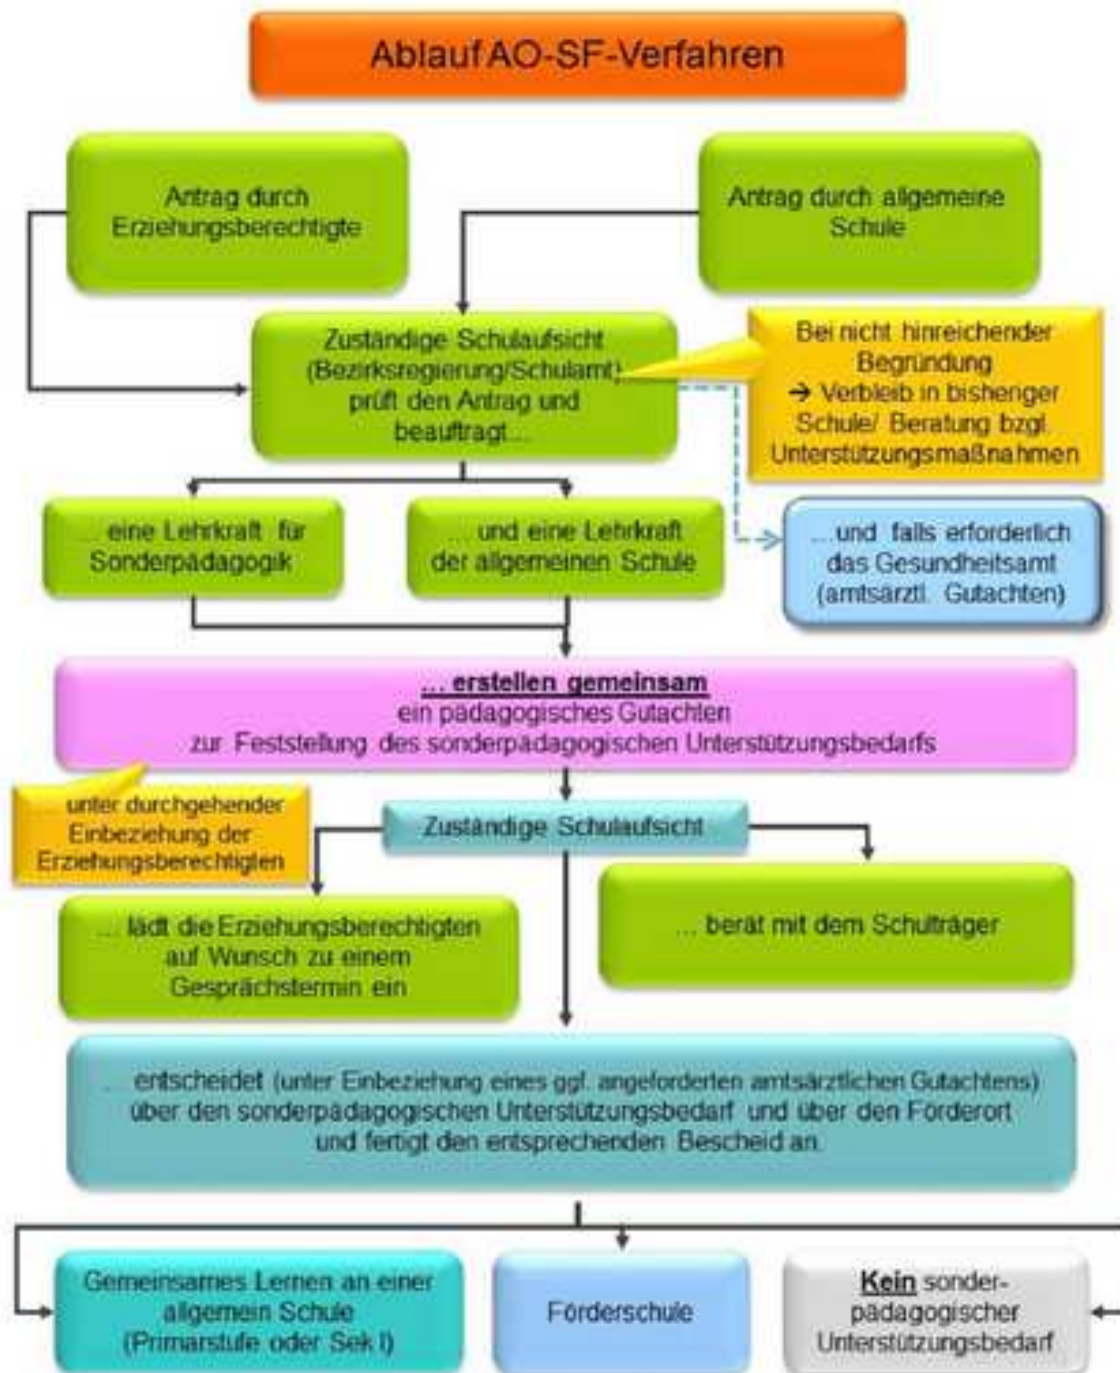 Ablauf AO-SF-Verfahren
Antrag durch
Erziehungsberechtigte
Antrag durch allgemeine
Schule
Zuständige Schulaufsicht
(Bezirksregierung/Schulamt)
prüft den Antrag und
beauftragt...
Bei nicht hinreichender
Begründung
→ Verbleib in bisheriger
Schule/ Beratung bzgl.
Unterstützungsmaßnahmen
... eine Lehrkraft für
Sonderpädagogik
...und eine Lehrkraft
der allgemeinen Schule
...und falls erforderlich
das Gesundheitsamt
(amtsärztl. Gutachten)
... erstellen gemeinsam
ein pädagogisches Gutachten
zur Feststellung des sonderpädagogischen Unterstützungsbedarfs
... unter durchgehender
Einbeziehung der
Erziehungsberechtigten
Zuständige Schulaufsicht
... lädt die Erziehungsberechtigten
auf Wunsch zu einem
Gesprächstermin ein
... berät mit dem Schulträger
... entscheidet (unter Einbeziehung eines ggf. angeforderten amtsärztlichen Gutachtens)
über den sonderpädagogischen Unterstützungsbedarf und über den Förderort
und fertigt den entsprechenden Bescheid an.
Gemeinsames Lernen an einer
allgemein Schule
(Primarstufe oder Sek I)
Förderschule
Kein sonder-
pädagogischer
Unterstützungsbedarf